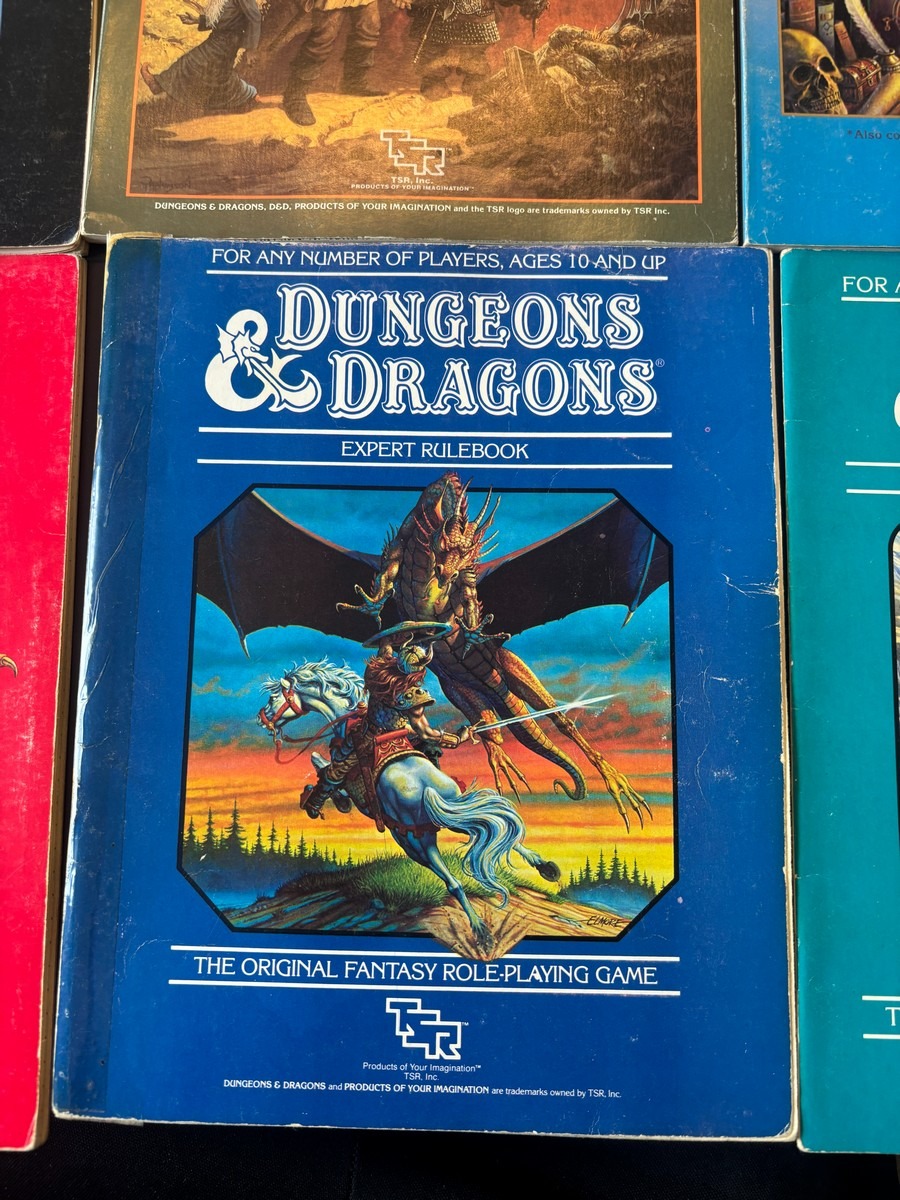 TSR
TSR, Inc.
PRODUCTS OF YOUR IMAGINATION™
DUNGEONS & DRAGONS, D&D, PRODUCTS OF YOUR IMAGINATION and the TSR logo are trademarks owned by TSR Inc.
*Also co
FOR ANY NUMBER OF PLAYERS, AGES 10 AND UP
DUNGEONS
& DRAGONS®
EXPERT RULEBOOK
ELMORE
THE ORIGINAL FANTASY ROLE-PLAYING GAME
TSR™
Products of Your Imagination™
TSR, Inc.
DUNGEONS & DRAGONS and PRODUCTS OF YOUR IMAGINATION are trademarks owned by TSR, Inc.
FOR A
T